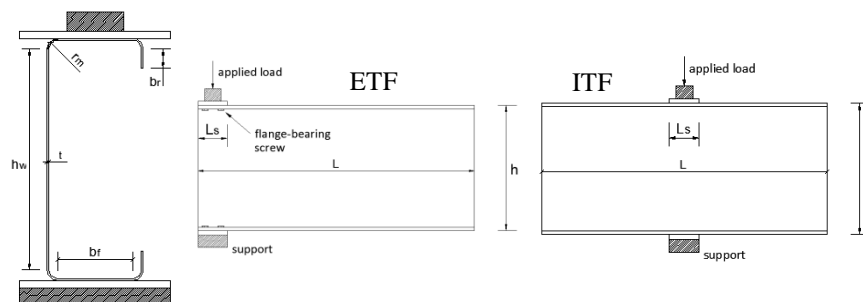 rm
br
hw
t
bf
applied load
ETF
Ls
flange-bearing
screw
L
h
support
ITF
applied load
Ls
L
support